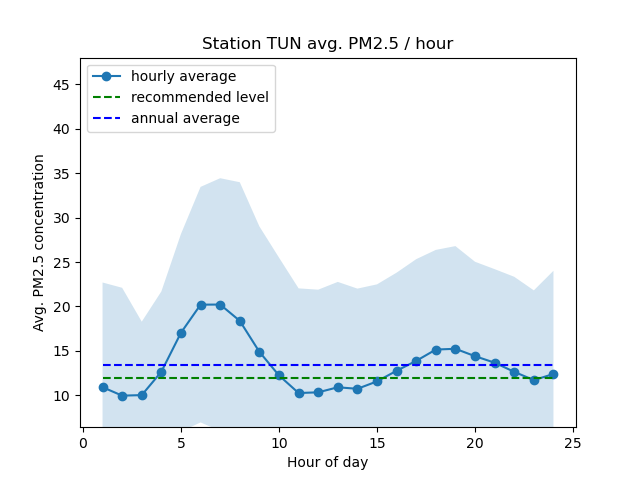 Station TUN avg. PM2.5 / hour
hourly average
recommended level
annual average
Avg. PM2.5 concentration
45
40
35
30
25
20
15
10
0 5 10 15 20 25
Hour of day